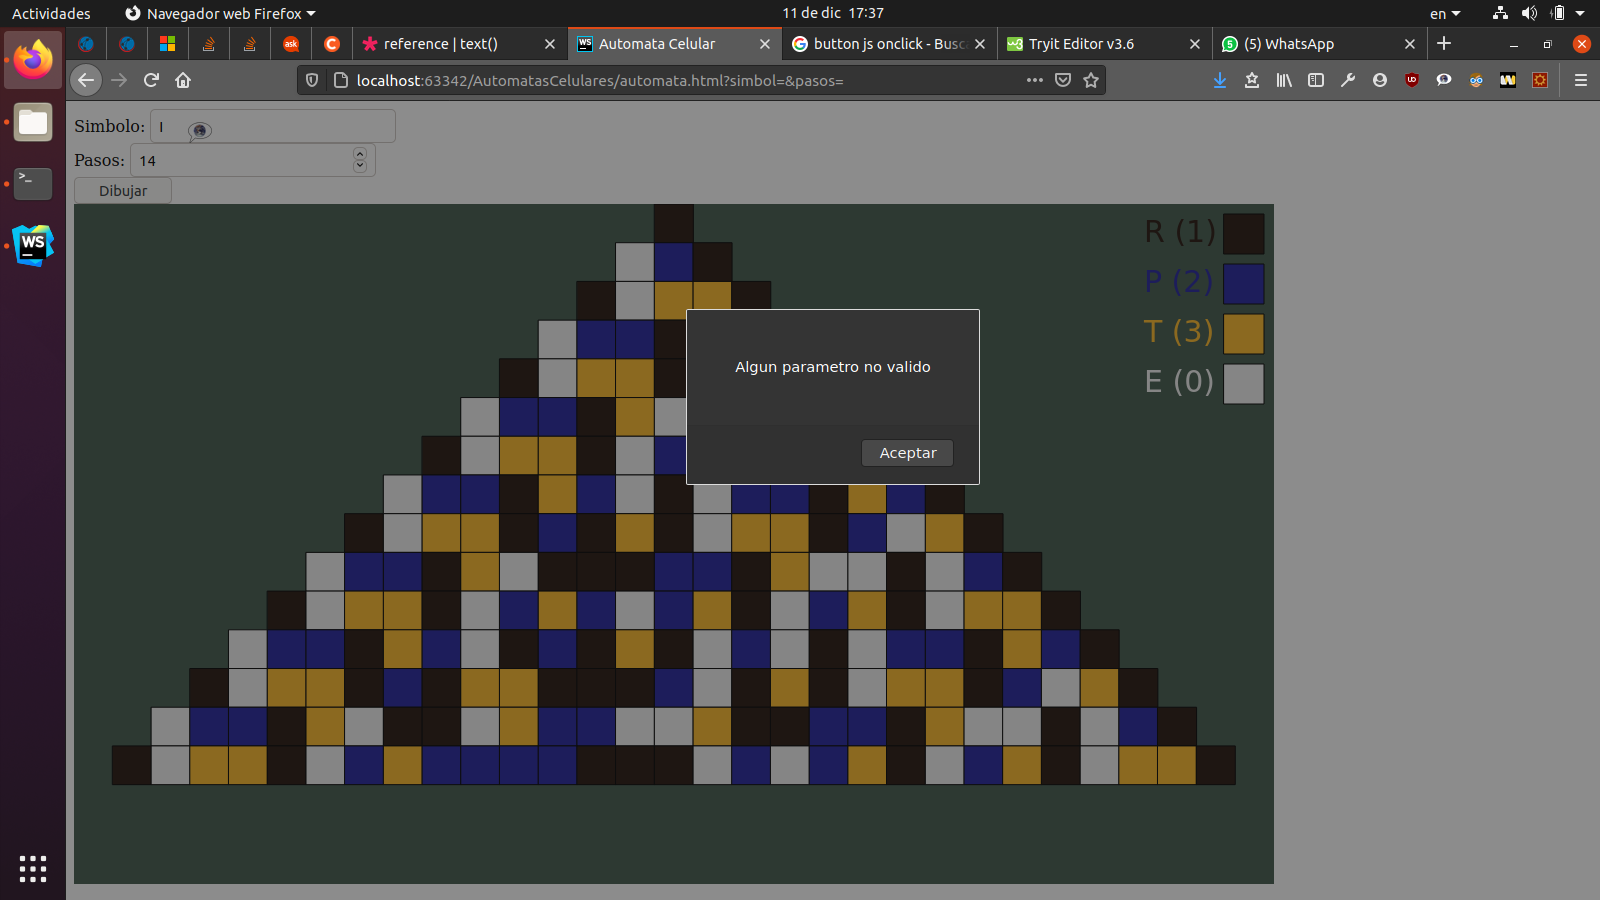 Actividades
Navegador web Firefox
11 de dic 17:37
en
reference | text()
Automata Celular
button js onclick - Bus
Tryit Editor v3.6
(5) WhatsApp
localhost:63342/AutomatasCelulares/automata.html?simbol=&pasos=
Simbolo: I
Pasos: 14
Dibujar
R (1)
P (2)
T (3)
E (0)
Algun parametro no valido
Aceptar